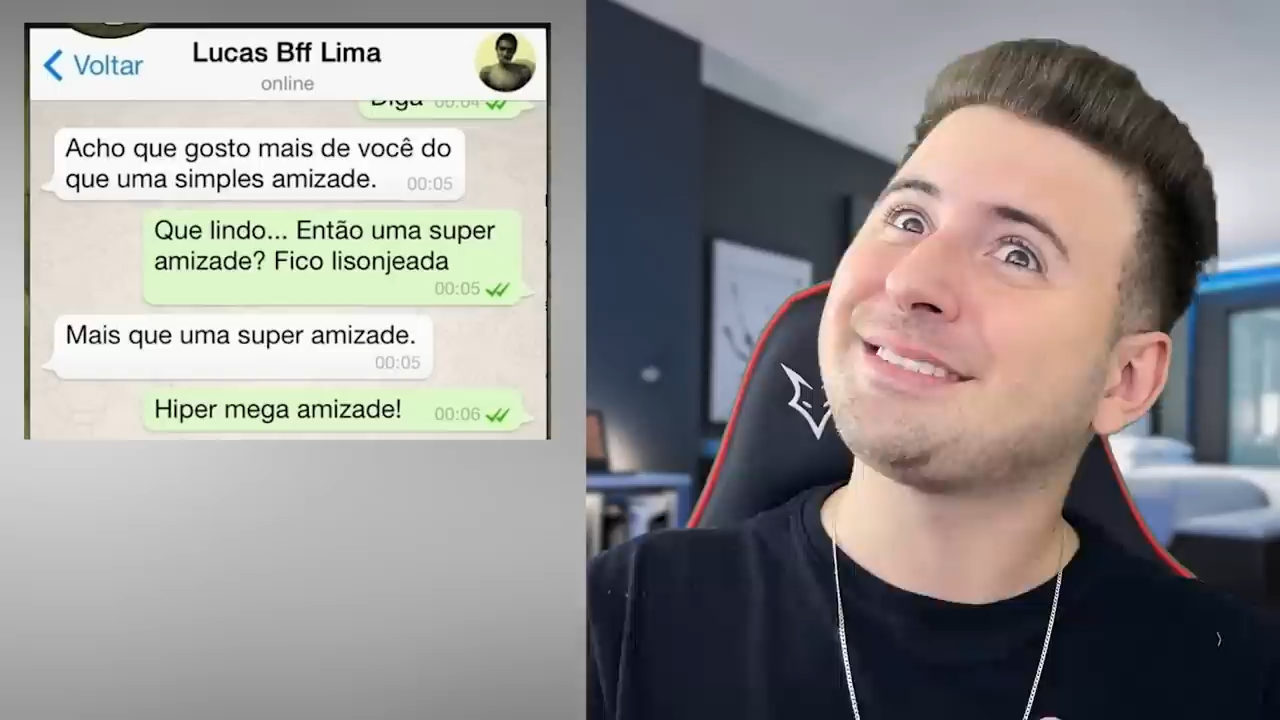 Voltar
Lucas Bff Lima
online
Diga 00:04
Acho que gosto mais de você do
que uma simples amizade. 00:05
Que lindo... Então uma super
amizade? Fico lisonjeada
00:05
Mais que uma super amizade.
00:05
Hiper mega amizade! 00:06